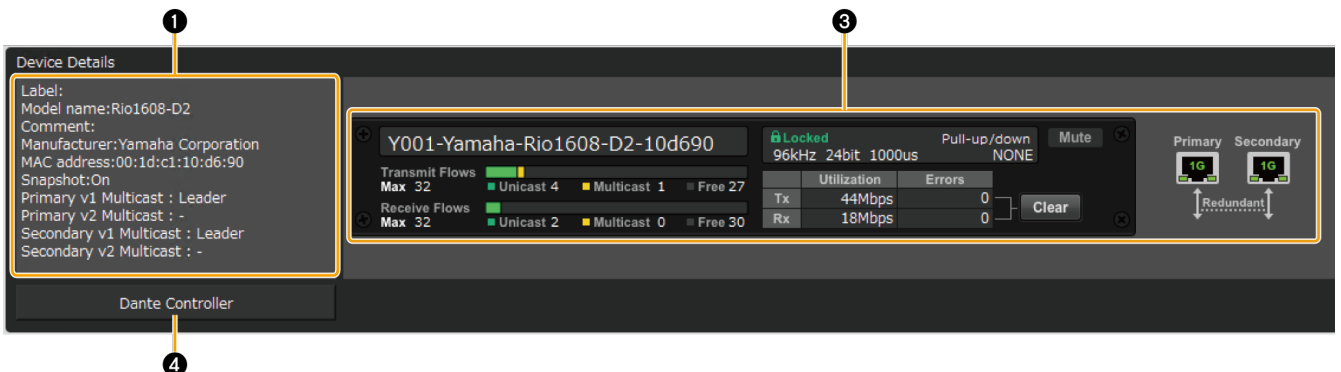 ❶
❸
Device Details
Label:
Model name:Rio1608-D2
Comment:
Manufacturer:Yamaha Corporation
MAC address:00:1d:c1:10:d6:90
Snapshot:On
Primary v1 Multicast : Leader
Primary v2 Multicast : -
Secondary v1 Multicast : Leader
Secondary v2 Multicast : -
Dante Controller
❹
Y001-Yamaha-Rio1608-D2-10d690
Transmit Flows
Max 32 Unicast 4 Multicast 1 Free 27
Receive Flows
Max 32 Unicast 2 Multicast 0 Free 30
Locked Pull-up/down
96kHz 24bit 1000us NONE
Mute
Utilization Errors
Tx 44Mbps 0
Rx 18Mbps 0
Clear
Primary Secondary
1G 1G
Redundant